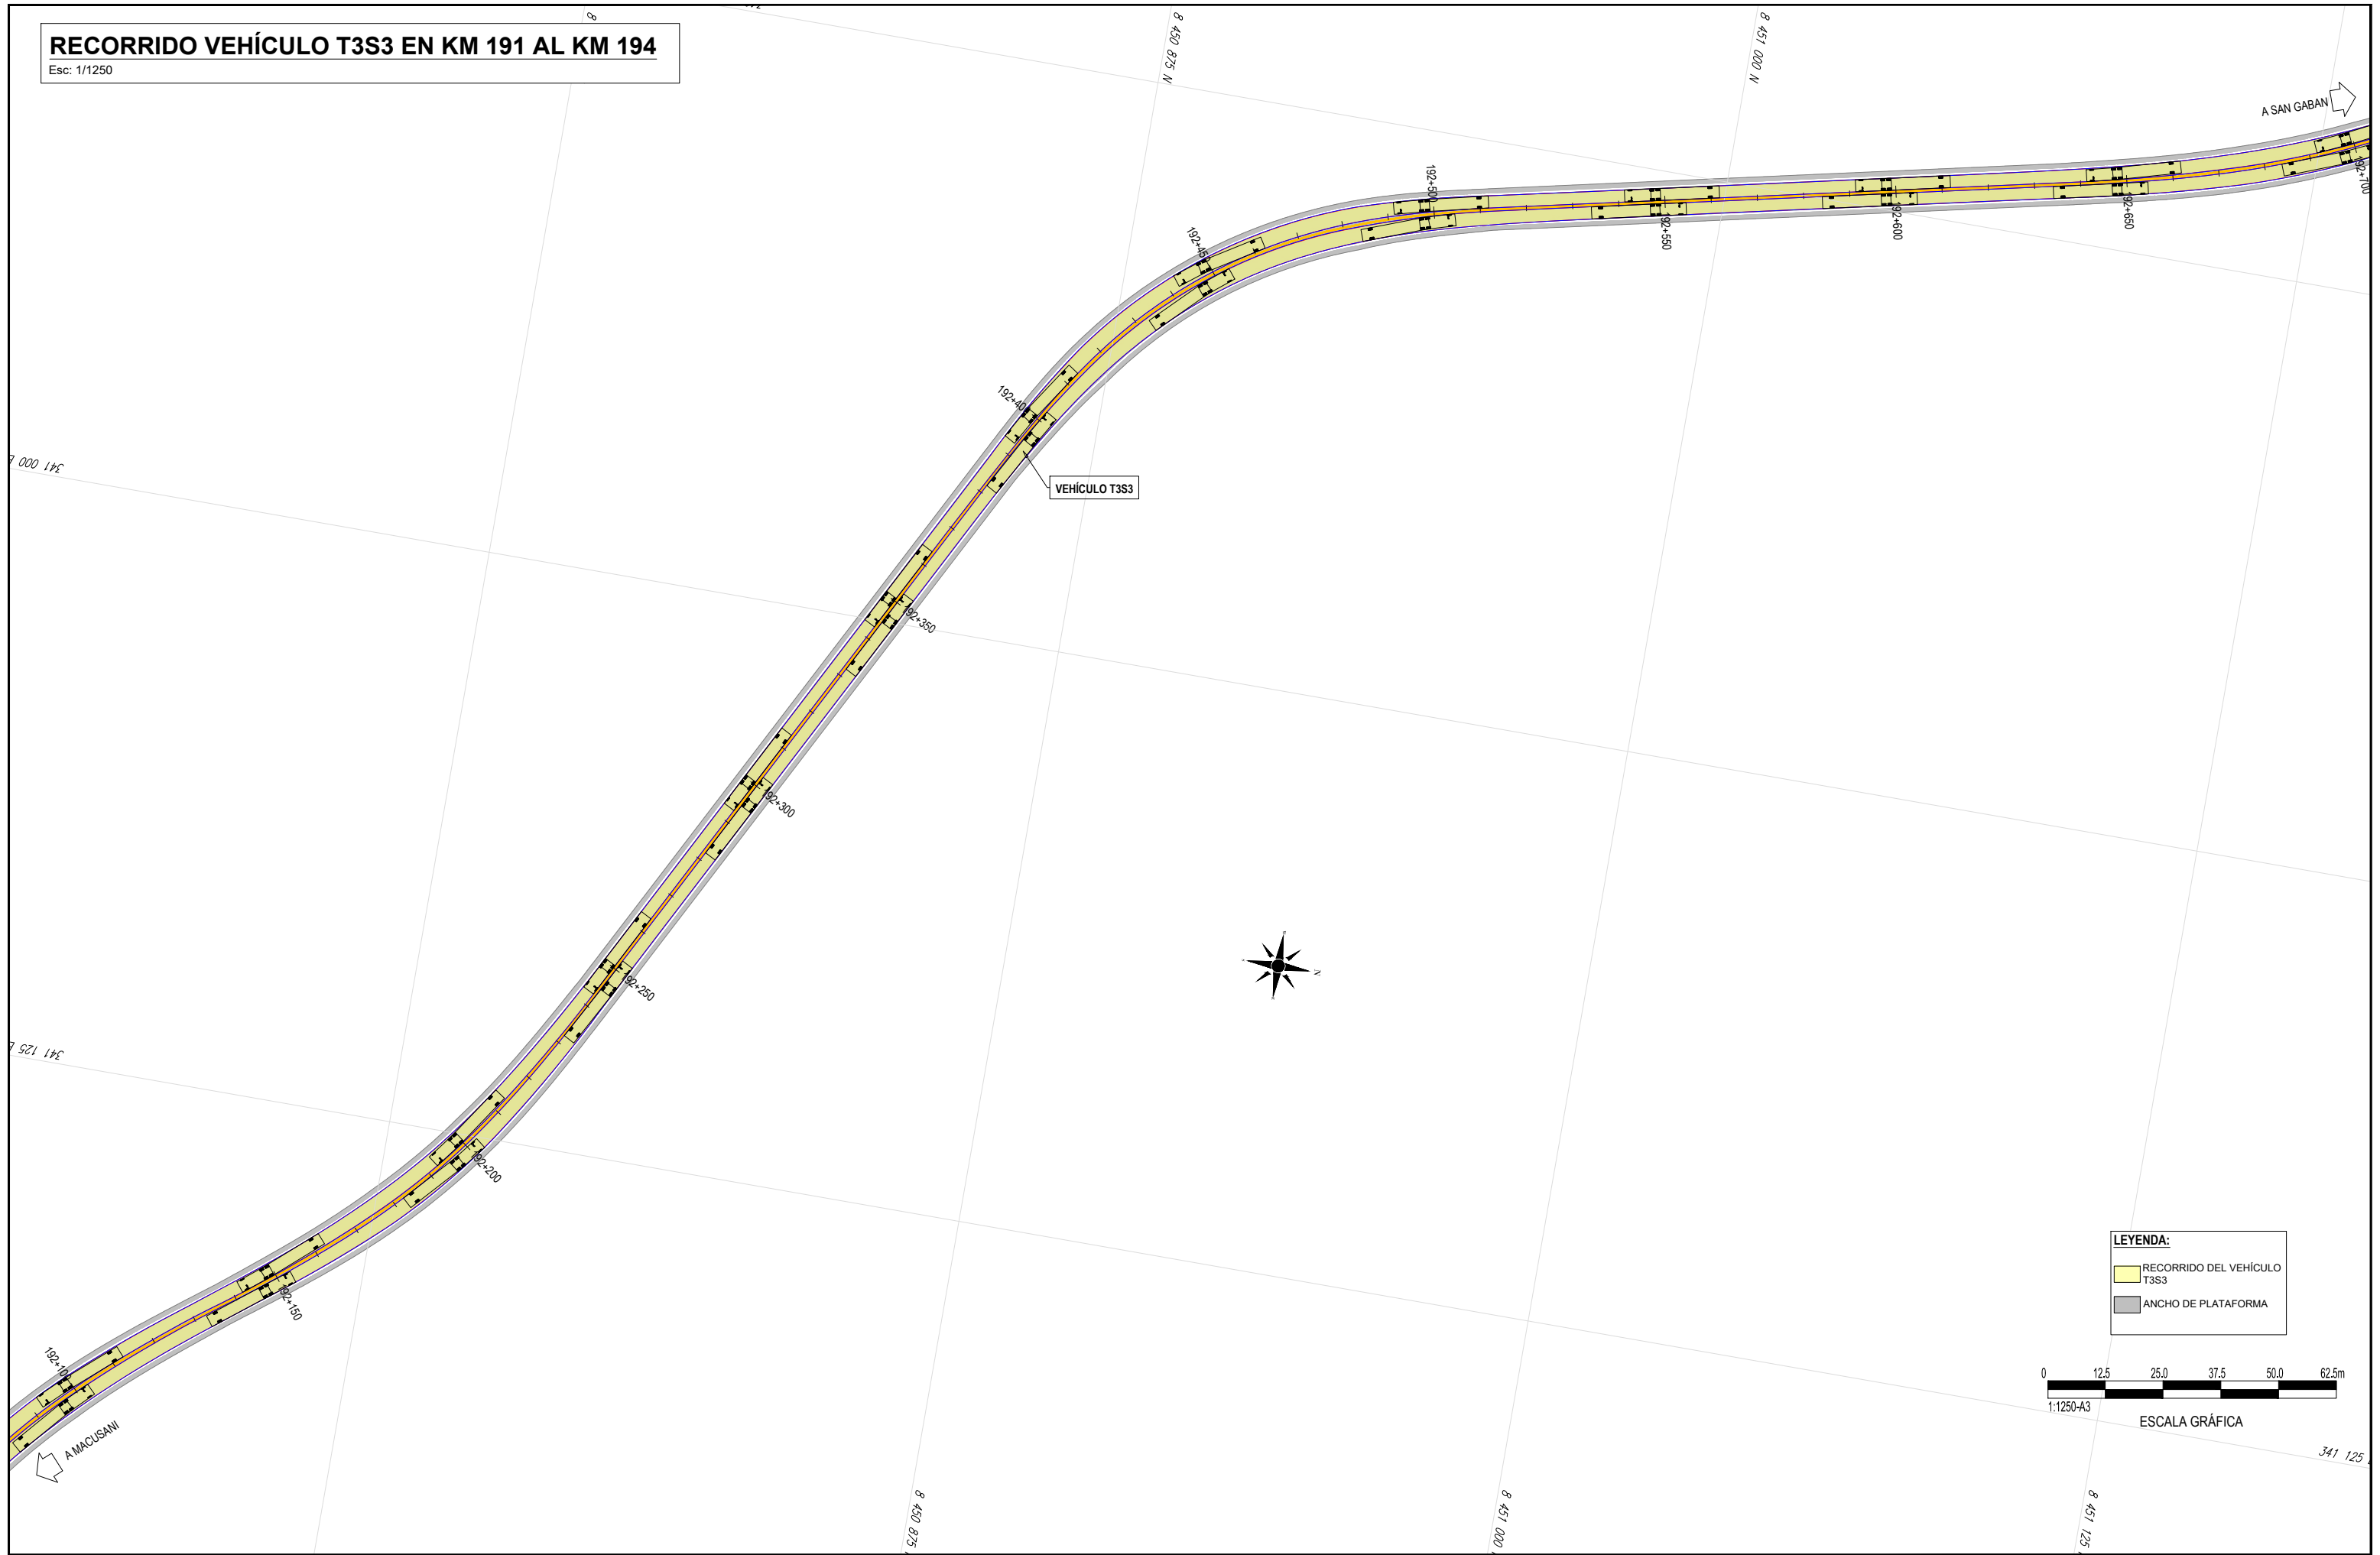 RECORRIDO VEHÍCULO T3S3 EN KM 191 AL KM 194
Esc: 1/1250
8
8 450 875 N
8 451 000 N
A SAN GABAN
192+700
192+650
192+600
192+550
192+500
192+45
192+40
VEHÍCULO T3S3
341 000 E
192+350
192+300
192+250
341 125 E
192+200
192+150
192+100
A MACUSANI
N
LEYENDA:
RECORRIDO DEL VEHÍCULO
T3S3
ANCHO DE PLATAFORMA
0 12.5 25.0 37.5 50.0 62.5m
1:1250-A3
ESCALA GRÁFICA
341 125
8 450 875
8 451 000
8 451 125